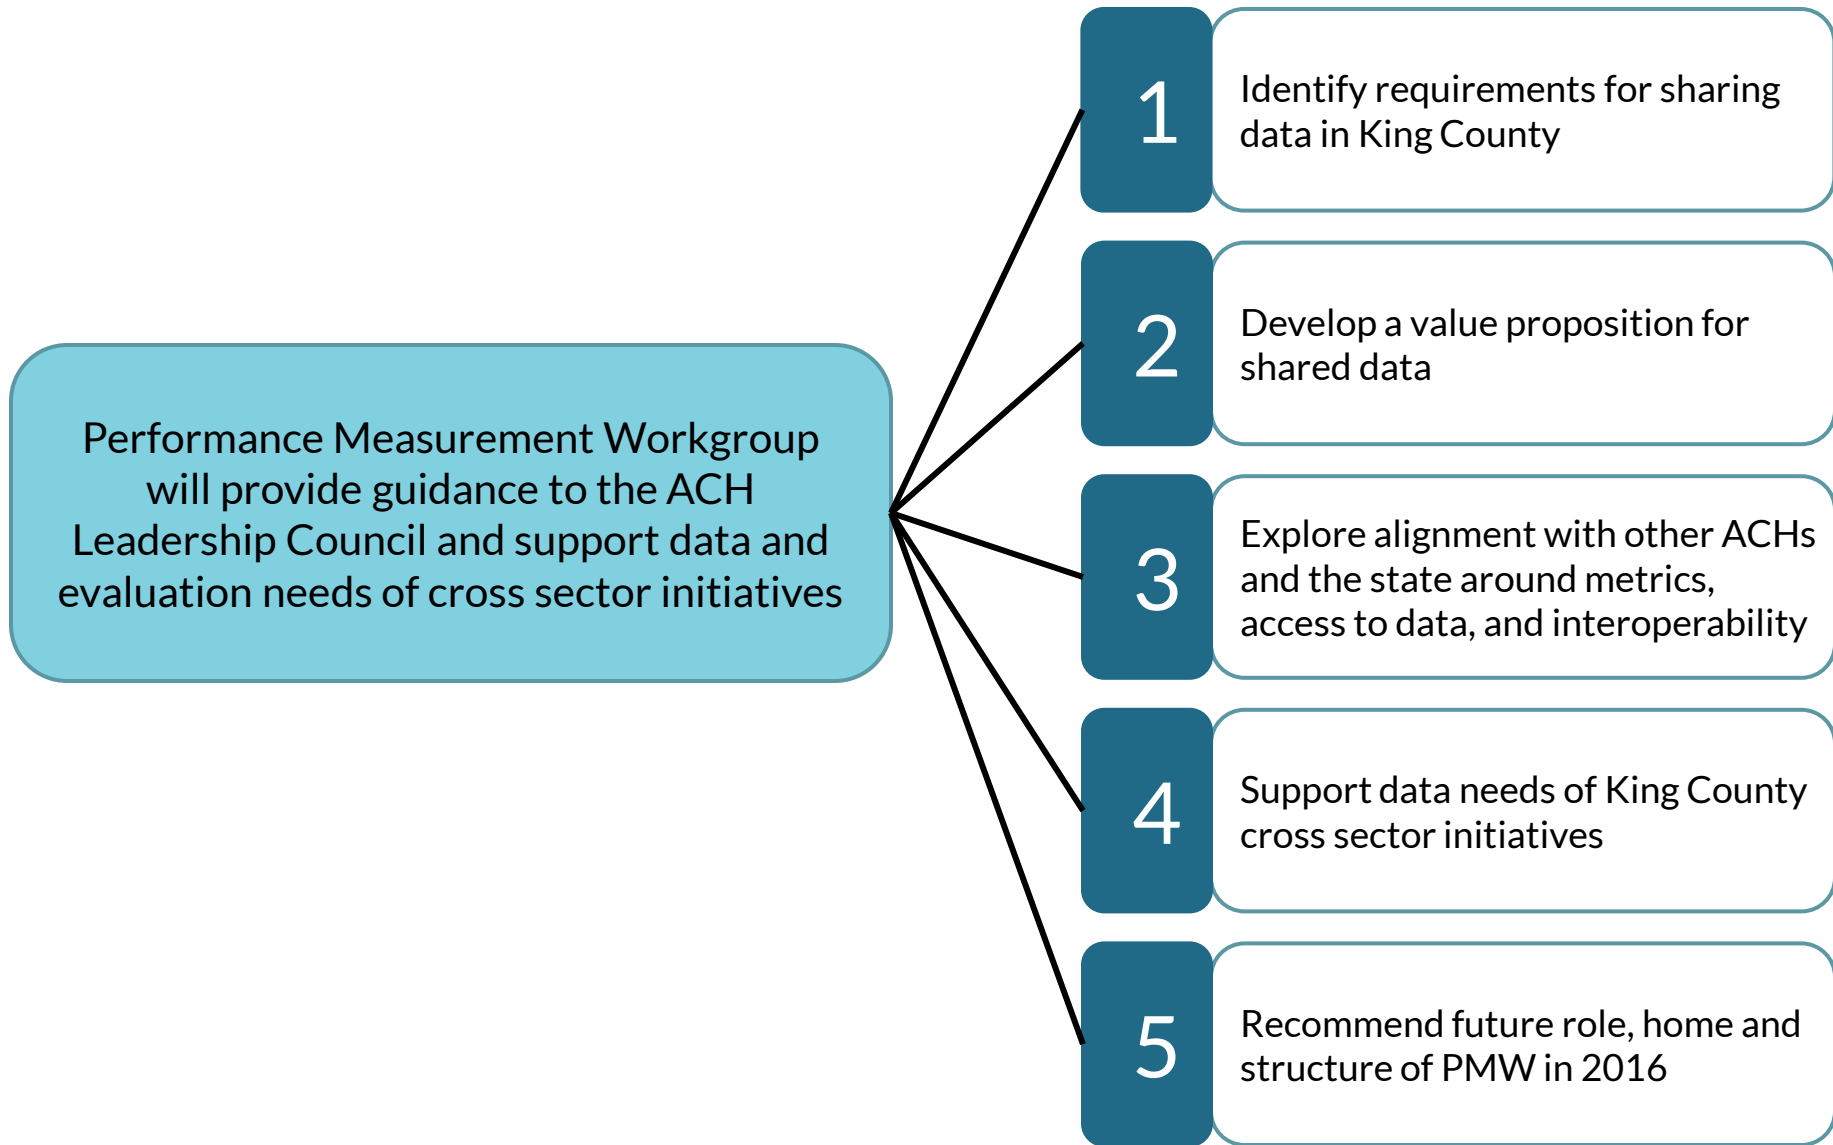 Performance Measurement Workgroup
will provide guidance to the ACH
Leadership Council and support data and
evaluation needs of cross sector initiatives
1
Identify requirements for sharing
data in King County
2
Develop a value proposition for
shared data
3
Explore alignment with other ACHs
and the state around metrics,
access to data, and interoperability
4
Support data needs of King County
cross sector initiatives
5
Recommend future role, home and
structure of PMW in 2016